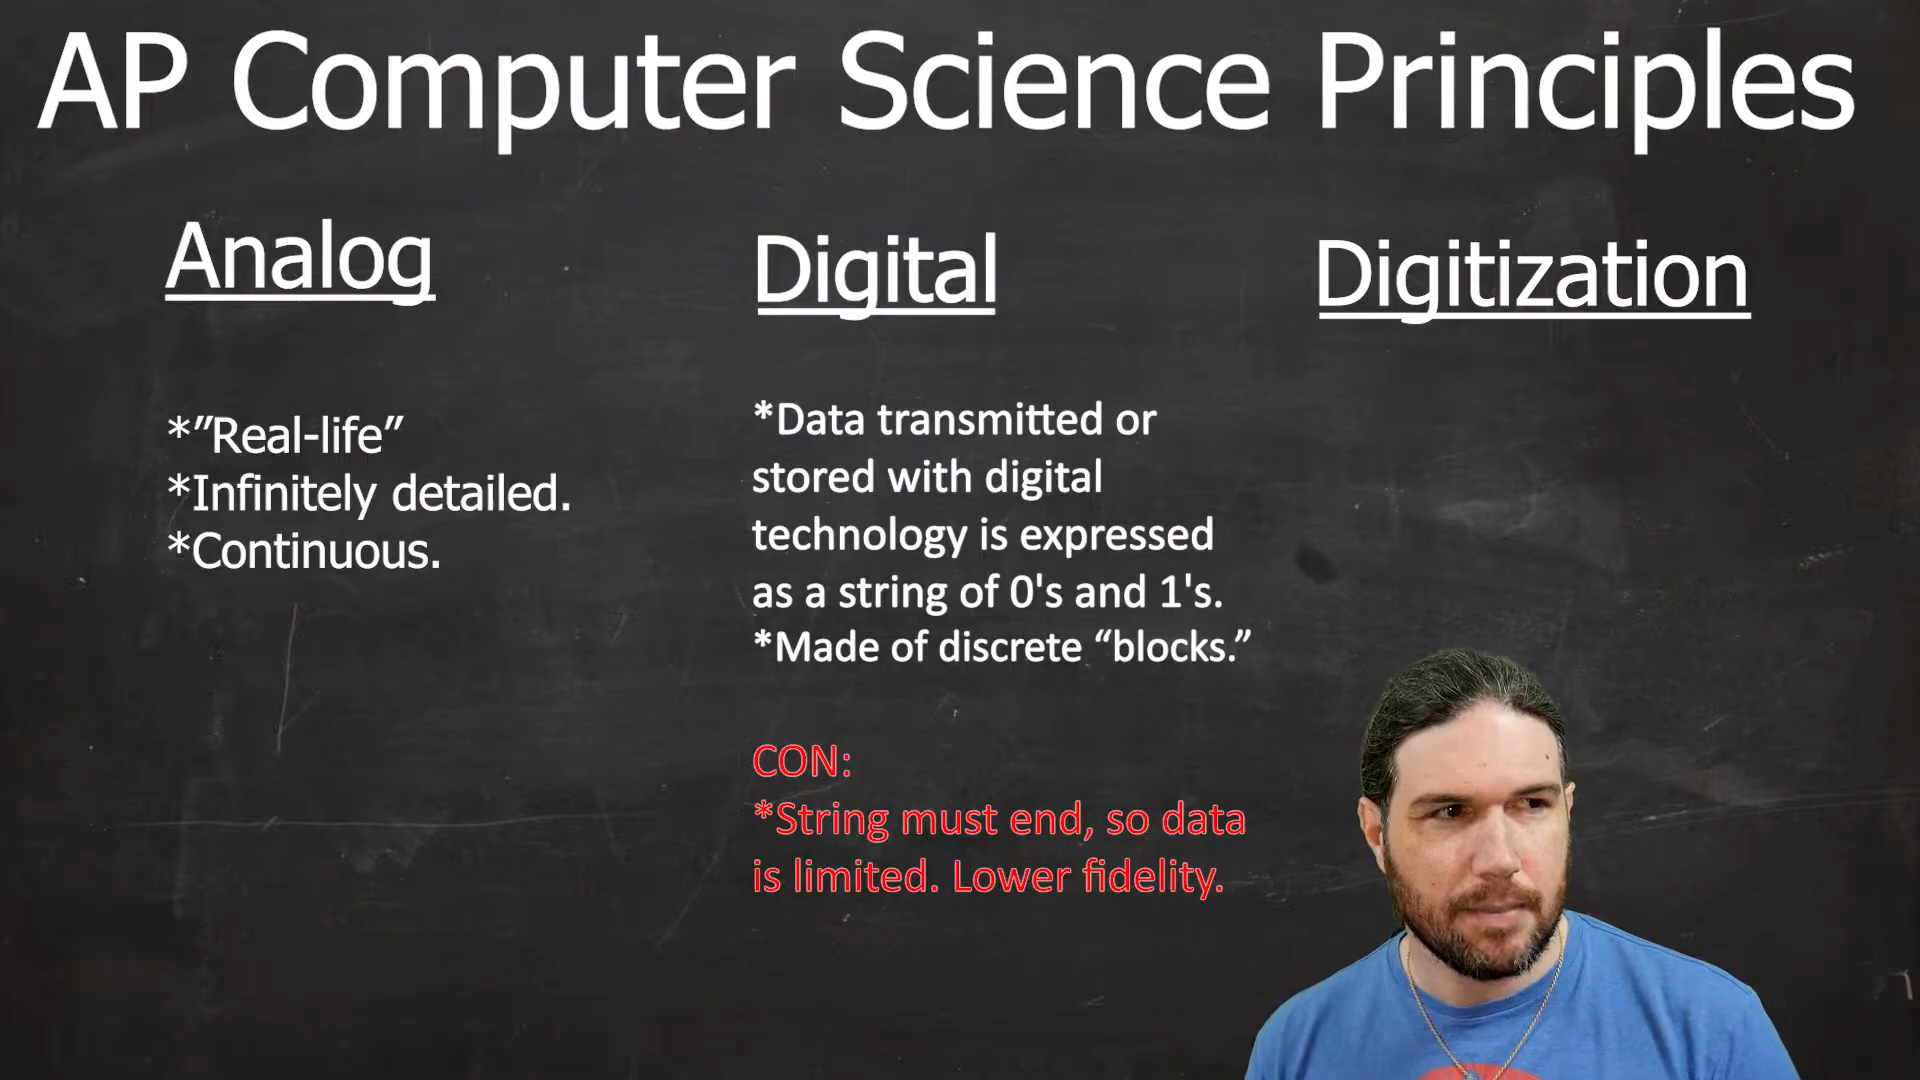 AP Computer Science Principles
Analog
Digital
Digitization
*”Real-life”
*Infinitely detailed.
*Continuous.
*Data transmitted or
stored with digital
technology is expressed
as a string of 0's and 1's.
*Made of discrete “blocks.”
CON:
*String must end, so data
is limited. Lower fidelity.